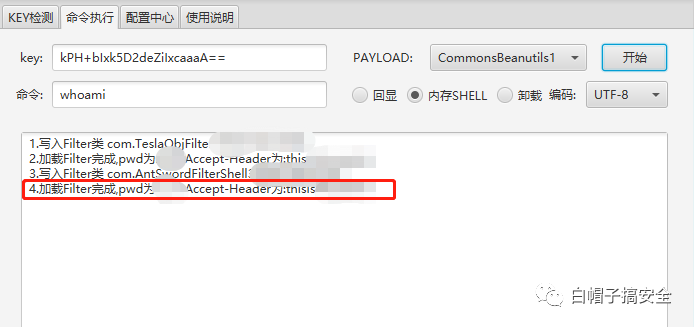 KEY检测 命令执行 配置中心 使用说明
key: kPH+bIxk5D2deZiIxcaaaA== PAYLOAD: CommonsBeanutils1 开始
命令: whoami 回显 内存SHELL 卸载 编码: UTF-8
1.写入Filter类 com.TeslaObjFilte
2.加载Filter完成,pwd为 Accept-Header为:this
3.写入Filter类 com.AntSwordFilterShell
4.加载Filter完成,pwd为 Accept-Header为:thisis
白帽子搞安全